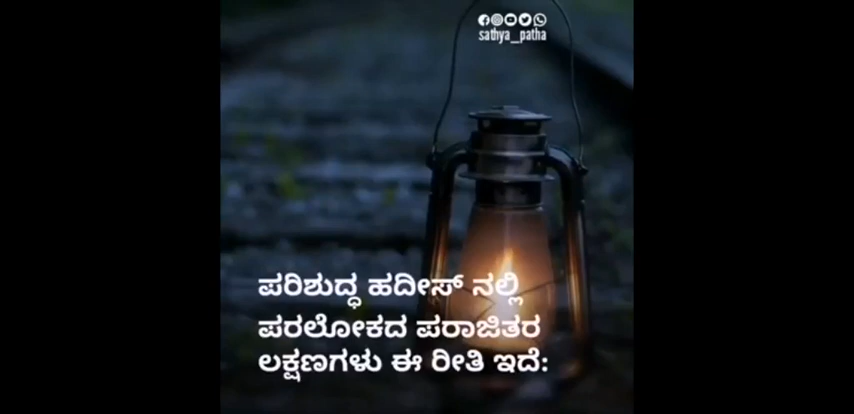 sathya_patha
ಪರಿಶುದ್ಧ ಹದೀಸ್ ನಲ್ಲಿ
ಪರಲೋಕದ ಪರಾಜಿತರ
ಲಕ್ಷಣಗಳು ಈ ರೀತಿ ಇದೆ: